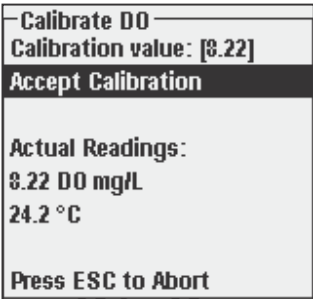 Calibrate DO
Calibration value: [8.22]
Accept Calibration
Actual Readings:
8.22 DO mg/L
24.2 °C
Press ESC to Abort